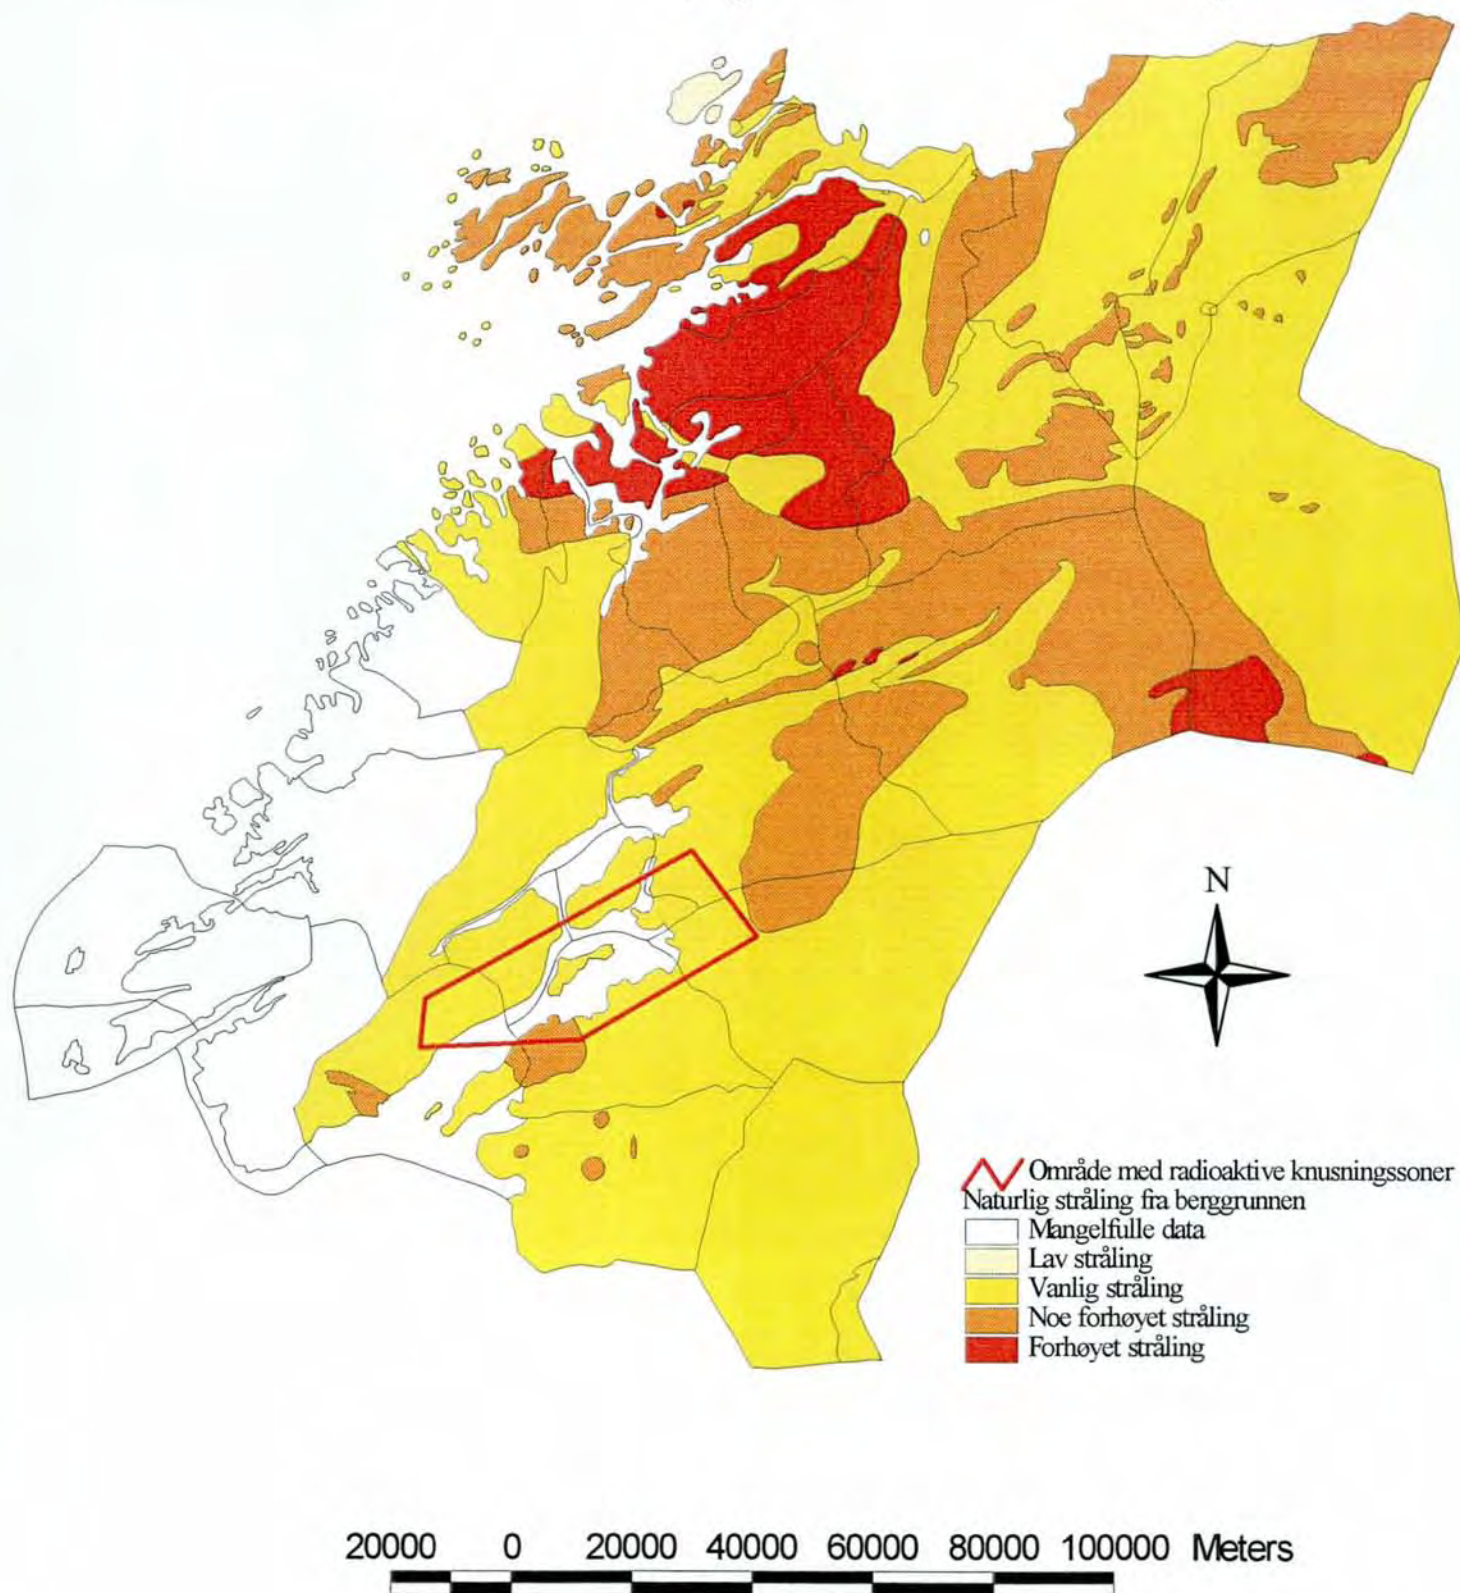 N
Område med radioaktive knusningssoner
Naturlig stråling fra berggrunnen
Mangelfulle data
Lav stråling
Vanlig stråling
Noe forhøyet stråling
Forhøyet stråling
20000 0 20000 40000 60000 80000 100000 Meters